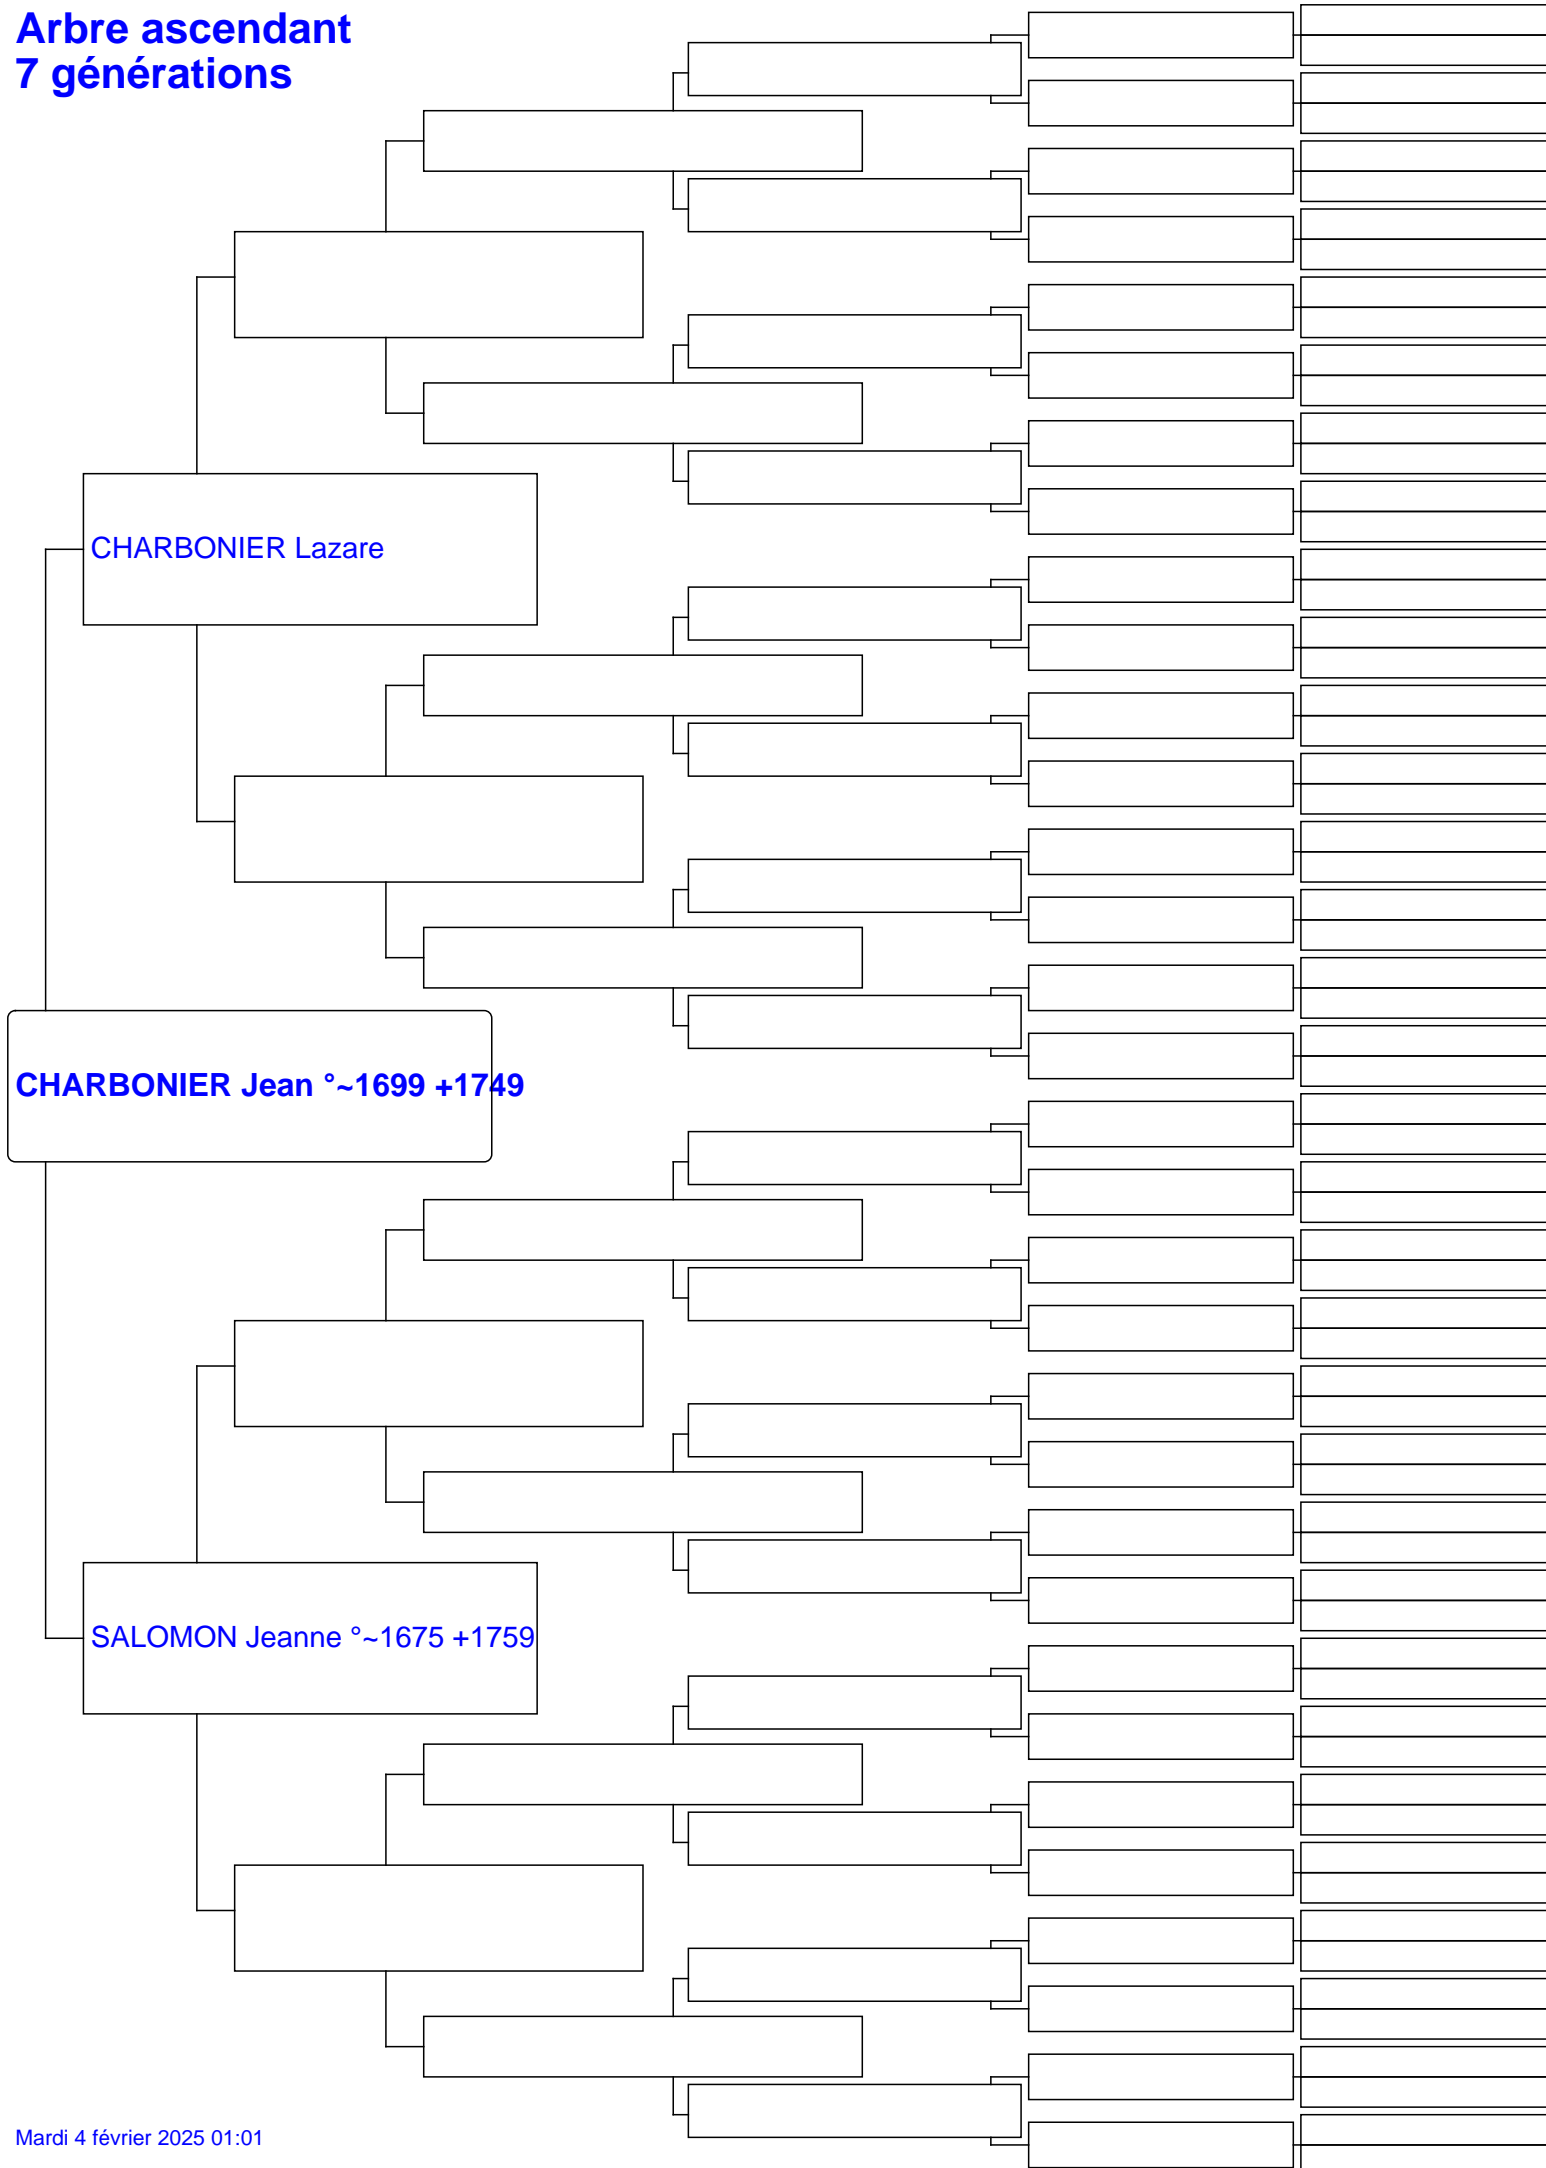 Arbre ascendant
7 générations
CHARBONIER Lazare
CHARBONIER Jean °~1699 +1749
SALOMON Jeanne °~1675 +1759
Mardi 4 février 2025 01:01